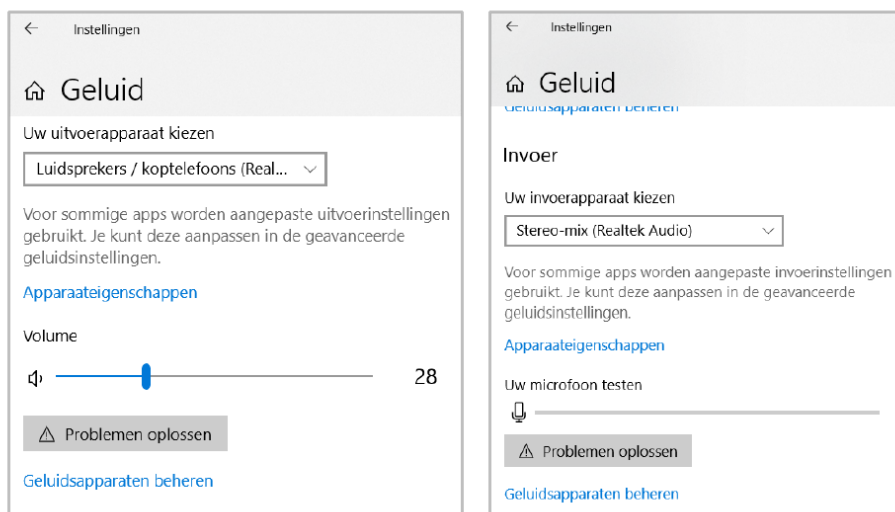 Instellingen
Geluid
Uw uitvoerapparaat kiezen
Luidsprekers / koptelefoons (Real...
Voor sommige apps worden aangepaste uitvoerinstellingen
gebruikt. Je kunt deze aanpassen in de geavanceerde
geluidsinstellingen.
Apparaateigenschappen
Volume
28
Problemen oplossen
Geluidsapparaten beheren
Instellingen
Geluid
Geluidsapparaten beheren
Invoer
Uw invoerapparaat kiezen
Stereo-mix (Realtek Audio)
Voor sommige apps worden aangepaste invoerinstellingen
gebruikt. Je kunt deze aanpassen in de geavanceerde
geluidsinstellingen.
Apparaateigenschappen
Uw microfoon testen
Problemen oplossen
Geluidsapparaten beheren